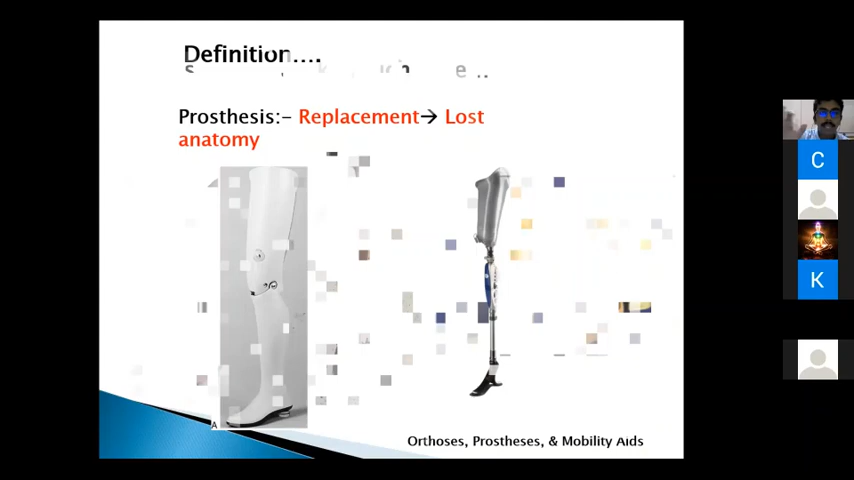 Definition....
Prosthesis:- Replacement→ Lost
anatomy
A
Orthoses, Prostheses, & Mobility Aids
C
K